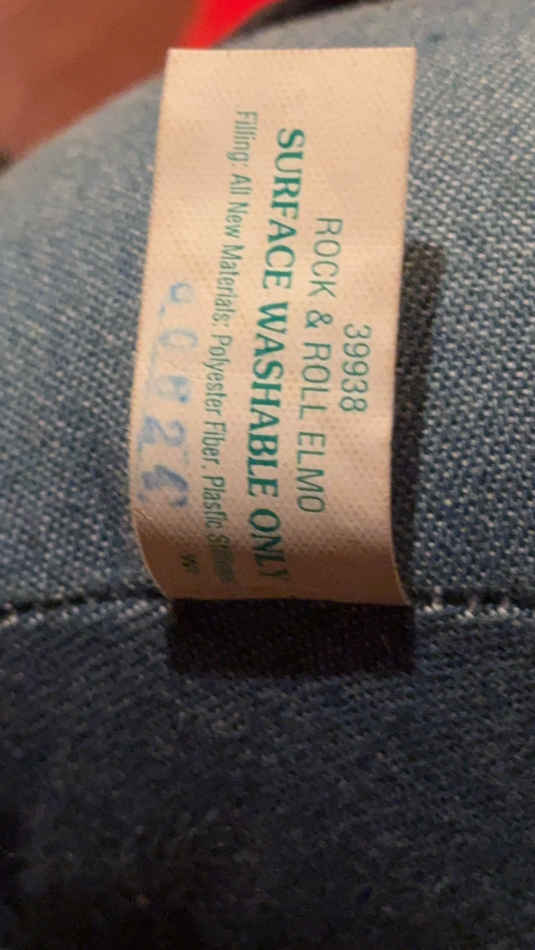 39938
ROCK & ROLL ELMO
SURFACE WASHABLE ONLY
Filling: All New Materials: Polyester Fiber. Plastic